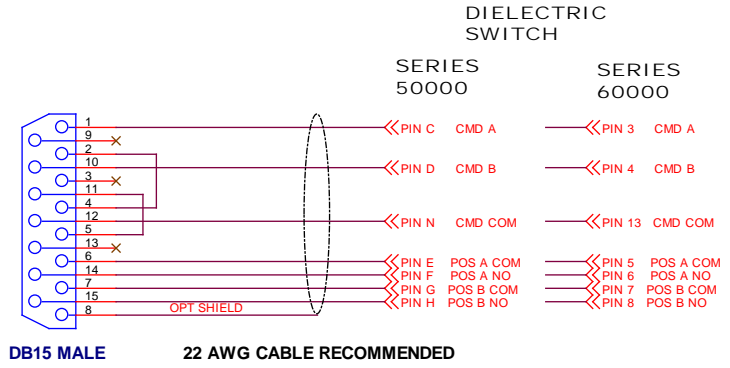 DIELECTRIC
SWITCH
SERIES
50000
SERIES
60000
1
PIN C CMD A
PIN 3 CMD A
9
2
10
PIN D CMD B
PIN 4 CMD B
3
11
4
12
PIN N CMD COM
PIN 13 CMD COM
5
13
6
PIN E POS A COM
PIN 5 POS A COM
14
PIN F POS A NO
PIN 6 POS A NO
7
PIN G POS B COM
PIN 7 POS B COM
15
PIN H POS B NO
PIN 8 POS B NO
8
OPT SHIELD
DB15 MALE
22 AWG CABLE RECOMMENDED